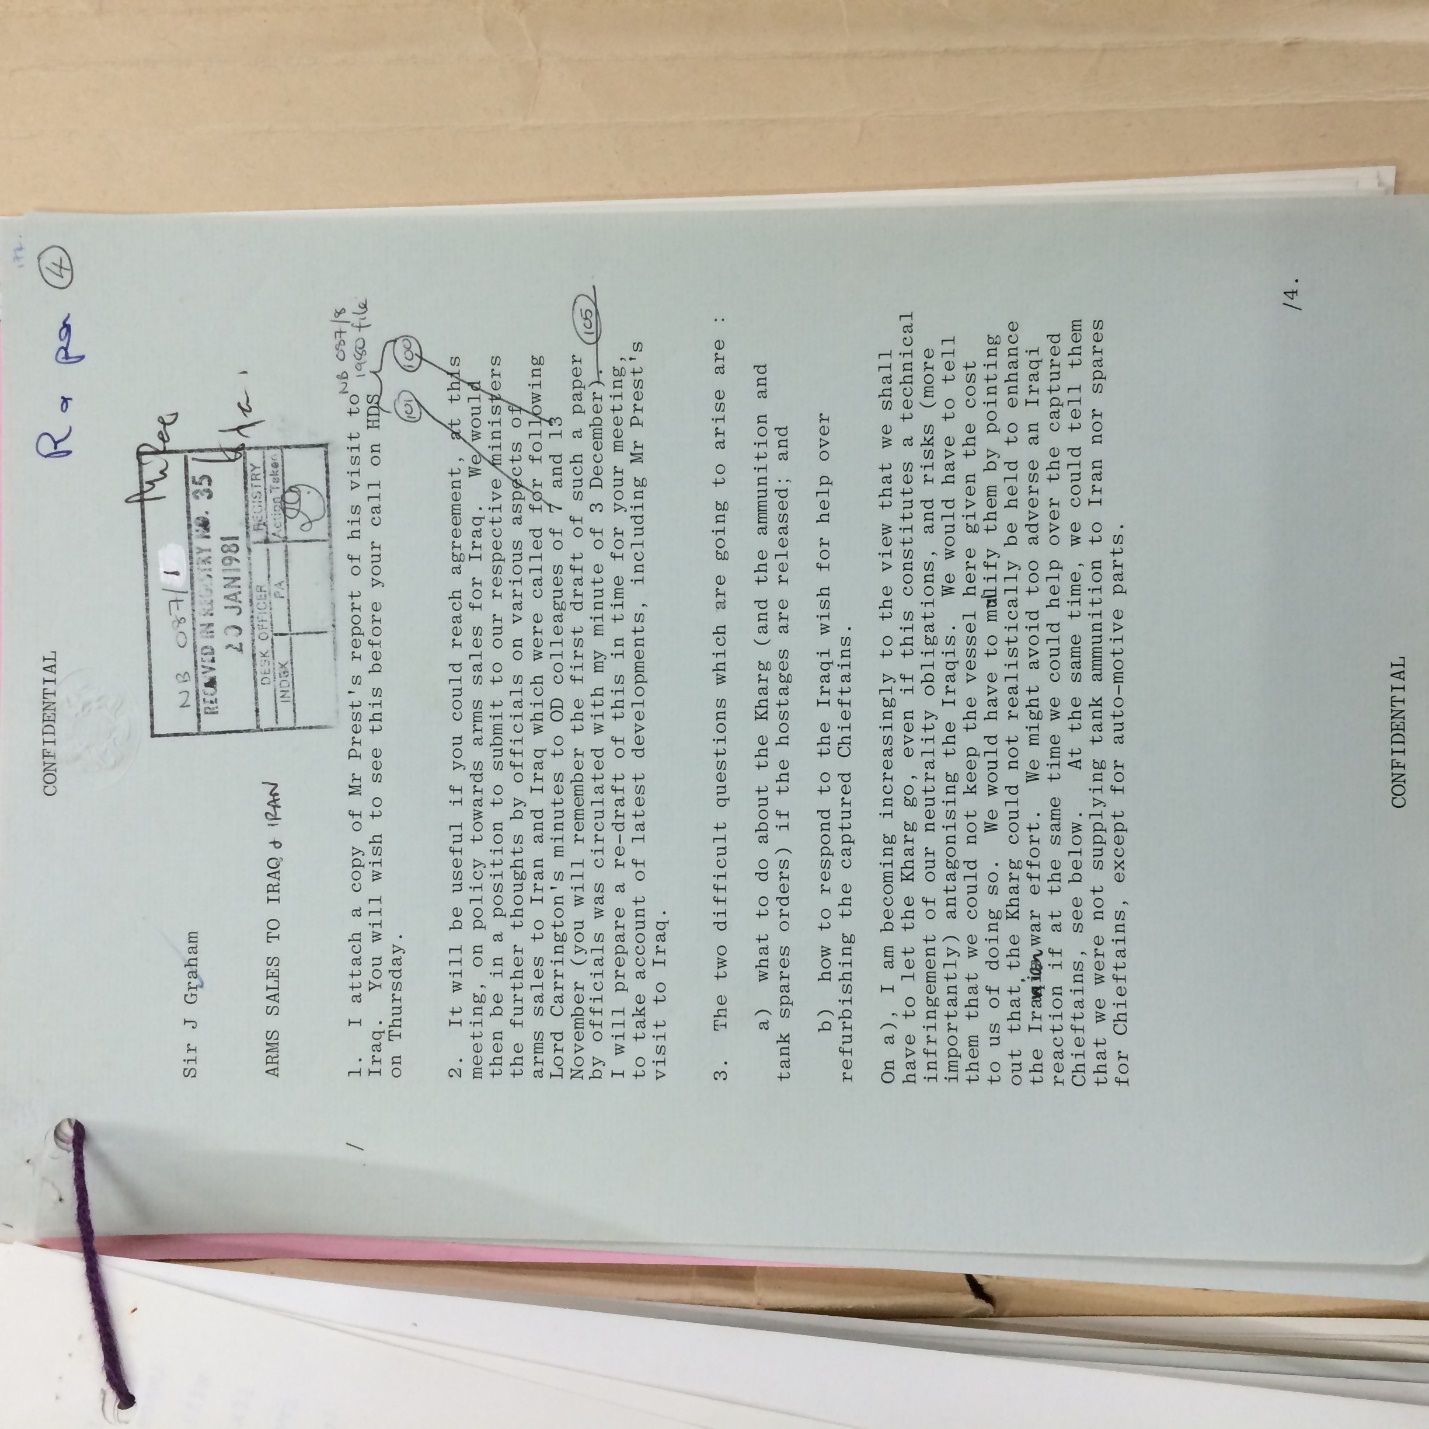 CONFIDENTIAL
R a pa (4)
177.
NB 087/1
RECEIVED IN REGISTRY NO. 35
20 JAN 1981
DESK OFFICER
REGISTRY
INDEX
PA
Action Taken
Sir J Graham
ARMS SALES TO IRAQ & IRAN
NB 087/8
1980 file
/ 1. I attach a copy of Mr Prest's report of his visit to
Iraq. You will wish to see this before your call on HDS
on Thursday.
(101) (100)
2. It will be useful if you could reach agreement, at this
meeting, on policy towards arms sales for Iraq. We would
then be in a position to submit to our respective ministers
the further thoughts by officials on various aspects of
arms sales to Iran and Iraq which were called for following
Lord Carrington's minutes to OD colleagues of 7 and 13
November (you will remember the first draft of such a paper
by officials was circulated with my minute of 3 December). (105)
I will prepare a re-draft of this in time for your meeting,
to take account of latest developments, including Mr Prest's
visit to Iraq.
3. The two difficult questions which are going to arise are :
a) what to do about the Kharg (and the ammunition and
tank spares orders) if the hostages are released; and
b) how to respond to the Iraqi wish for help over
refurbishing the captured Chieftains.
On a), I am becoming increasingly to the view that we shall
have to let the Kharg go, even if this constitutes a technical
infringement of our neutrality obligations, and risks (more
importantly) antagonising the Iraqis. We would have to tell
them that we could not keep the vessel here given the cost
to us of doing so. We would have to mullify them by pointing
out that, the Kharg could not realistically be held to enhance
the Iranian war effort. We might avoid too adverse an Iraqi
reaction if at the same time we could help over the captured
Chieftains, see below. At the same time, we could tell them
that we were not supplying tank ammunition to Iran nor spares
for Chieftains, except for auto-motive parts.
/4.
CONFIDENTIAL